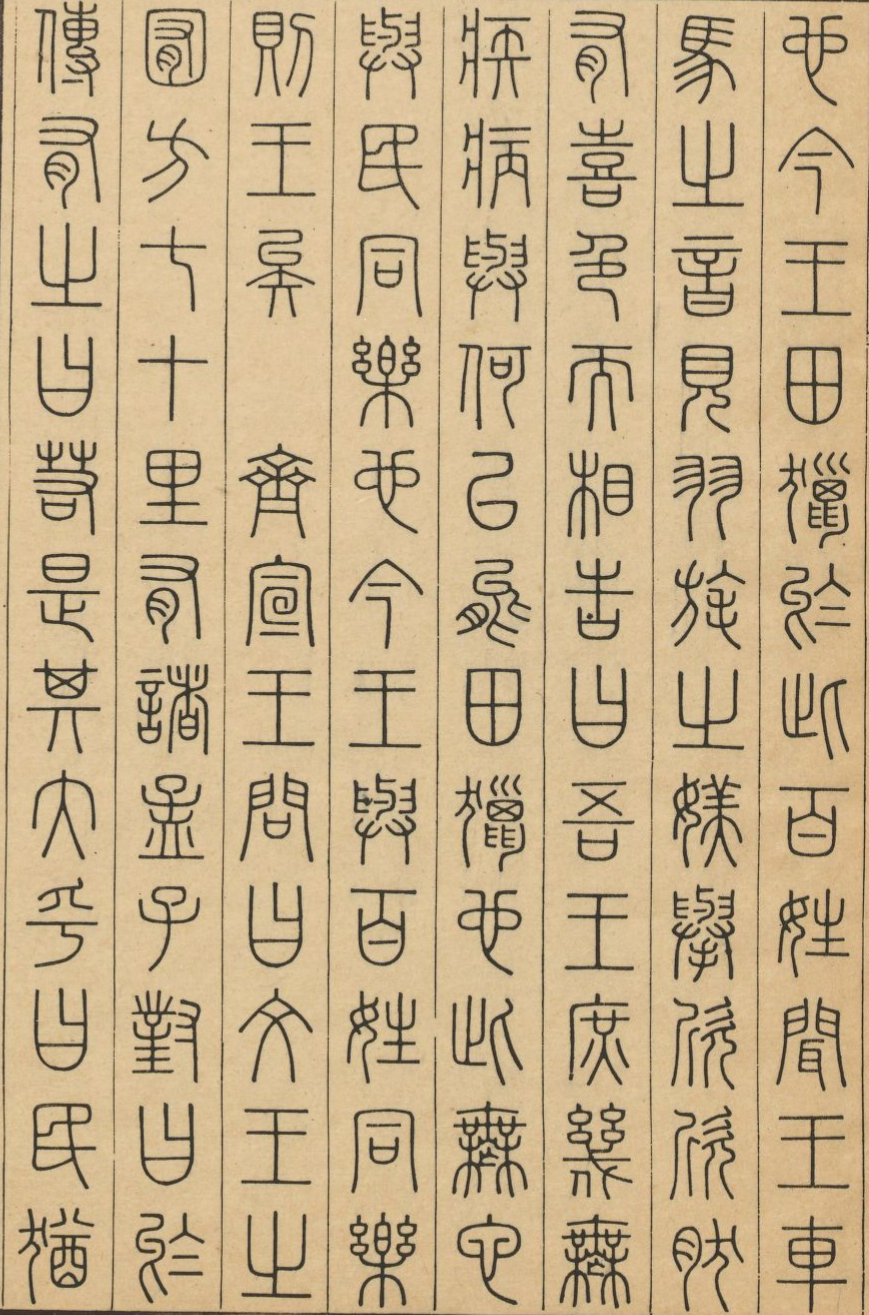 也今王田獵於此百姓聞王車
馬之音見羽旄之媄舉欣欣肰
有喜色而相告曰吾王庶幾無
疾病與何以能田獵也此無它
與民同樂也今王與百姓同樂
則王矣 齊宣王問曰文王之
囿方七十里有諸孟子對曰於
傳有之曰若是其大乎曰民猶